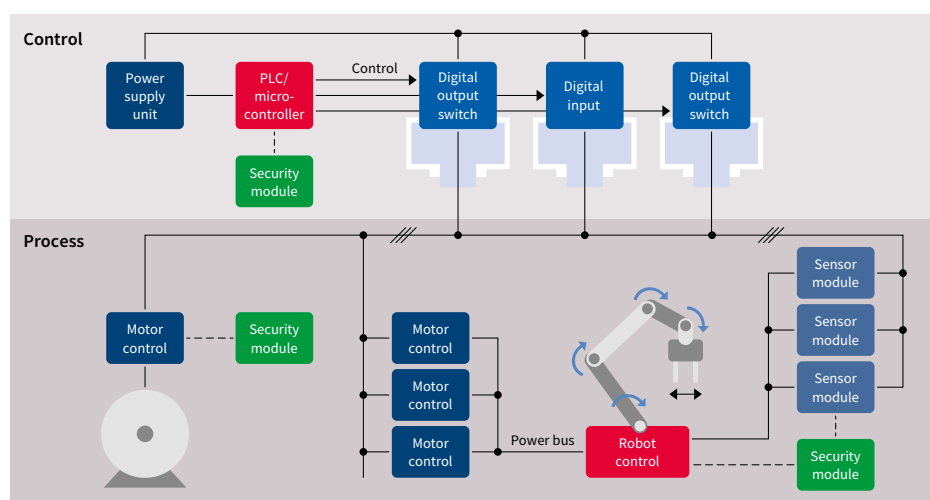 Control
Power
supply
unit
PLC/
micro-
controller
Control
Digital
output
switch
Digital
input
Digital
output
switch
Security
module
Process
Motor
control
Security
module
Motor
control
Motor
control
Motor
control
Power bus
Robot
control
Sensor
module
Sensor
module
Sensor
module
Security
module